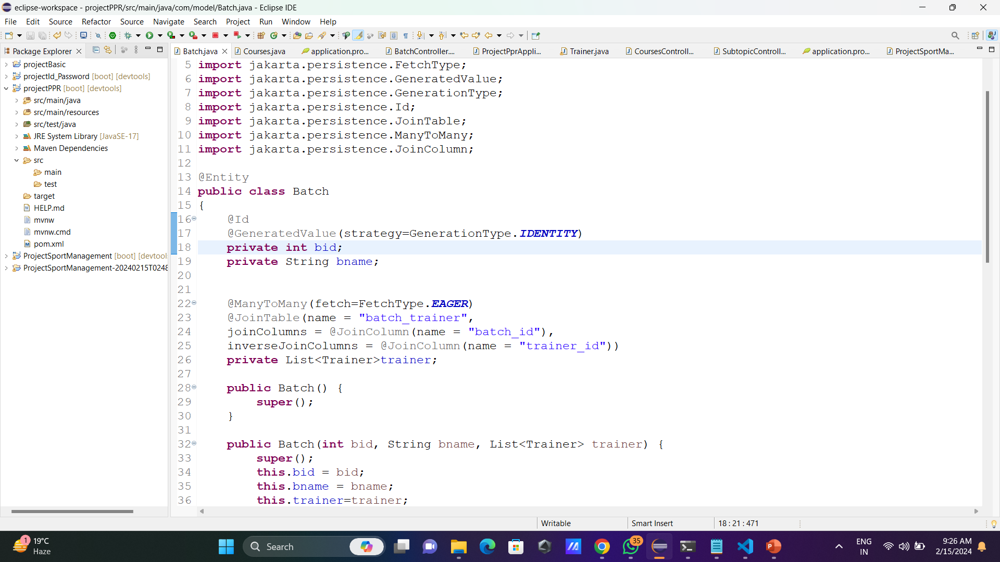 eclipse-workspace - projectPPR/src/main/java/com/model/Batch.java - Eclipse IDE
File Edit Source Refactor Source Navigate Search Project Run Window Help
Package Explorer
projectBasic
projectId_Password [boot] [devtools]
projectPPR [boot] [devtools]
src/main/java
src/main/resources
src/test/java
JRE System Library [JavaSE-17]
Maven Dependencies
src
main
test
target
HELP.md
mvnw
mvnw.cmd
pom.xml
ProjectSportManagement [boot] [devtool
ProjectSportManagement-20240215T0248
Batch.java Courses.java application.pro... BatchController.... ProjectPprAppli... Trainer.java CoursesControll... SubtopicControll... application.pro... ProjectSportMa...
5 import jakarta.persistence.FetchType;
6 import jakarta.persistence.GeneratedValue;
7 import jakarta.persistence.GenerationType;
8 import jakarta.persistence.Id;
9 import jakarta.persistence.JoinTable;
10 import jakarta.persistence.ManyToMany;
11 import jakarta.persistence.JoinColumn;
12
13 @Entity
14 public class Batch
15 {
16 @Id
17 @GeneratedValue(strategy=GenerationType.IDENTITY)
18 private int bid;
19 private String bname;
20
21
22 @ManyToMany(fetch=FetchType.EAGER)
23 @JoinTable(name = "batch_trainer",
24 joinColumns = @JoinColumn(name = "batch_id"),
25 inverseJoinColumns = @JoinColumn(name = "trainer_id"))
26 private List<Trainer>trainer;
27
28 public Batch() {
29 super();
30 }
31
32 public Batch(int bid, String bname, List<Trainer> trainer) {
33 super();
34 this.bid = bid;
35 this.bname = bname;
36 this.trainer=trainer;
Writable Smart Insert 18 : 21 : 471
1
19°C
Haze
Search
35
ENG
IN
9:26 AM
2/15/2024